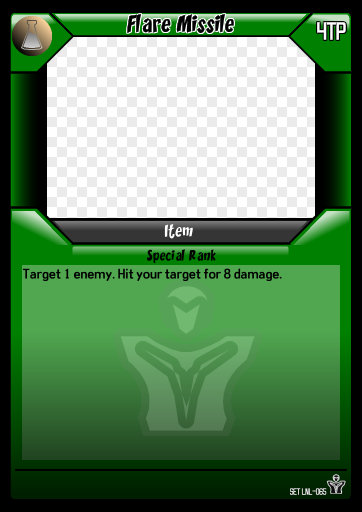 Flare Missile
4TP
Item
Special Rank
Target 1 enemy. Hit your target for 8 damage.
SET LNL-065